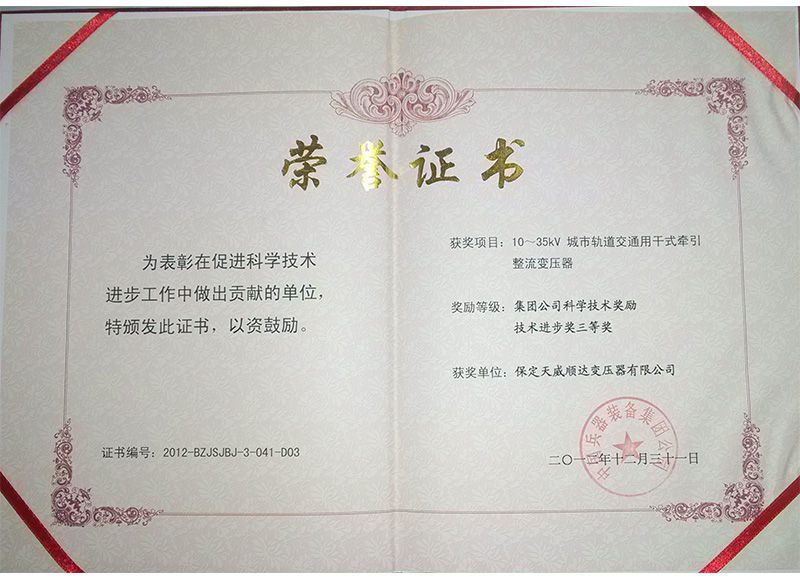 荣誉证书
为表彰在促进科学技术
进步工作中做出贡献的单位，
特颁发此证书，以资鼓励。
证书编号：2012-BZJSJBJ-3-041-D03
获奖项目：10～35kV 城市轨道交通用干式牵引
整流变压器
奖励等级：集团公司科学技术奖励
技术进步奖三等奖
获奖单位：保定天威顺达变压器有限公司
中国兵器装备集团公司
二〇一二年十二月三十一日